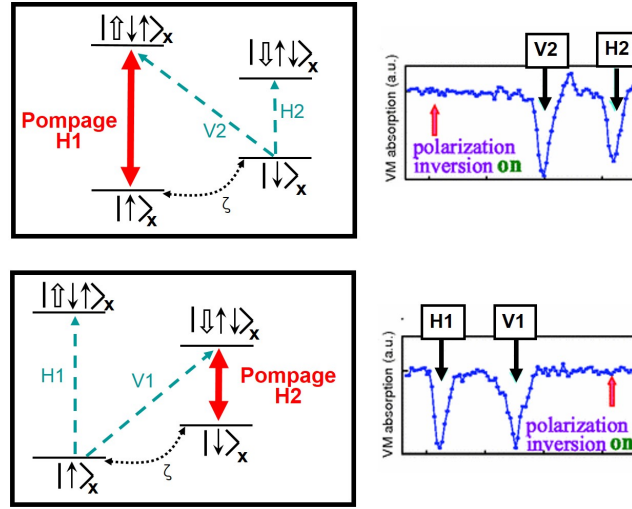 |⇑↓↑⟩x
|⇓↑↓⟩x
Pompage
H1
V2
H2
|↑⟩x
|↓⟩x
ζ
V2
H2
VM absorption (a.u.)
polarization
inversion on
|⇑↓↑⟩x
|⇓↑↓⟩x
H1
V1
Pompage
H2
|↑⟩x
|↓⟩x
ζ
H1
V1
VM absorption (a.u.)
polarization
inversion on